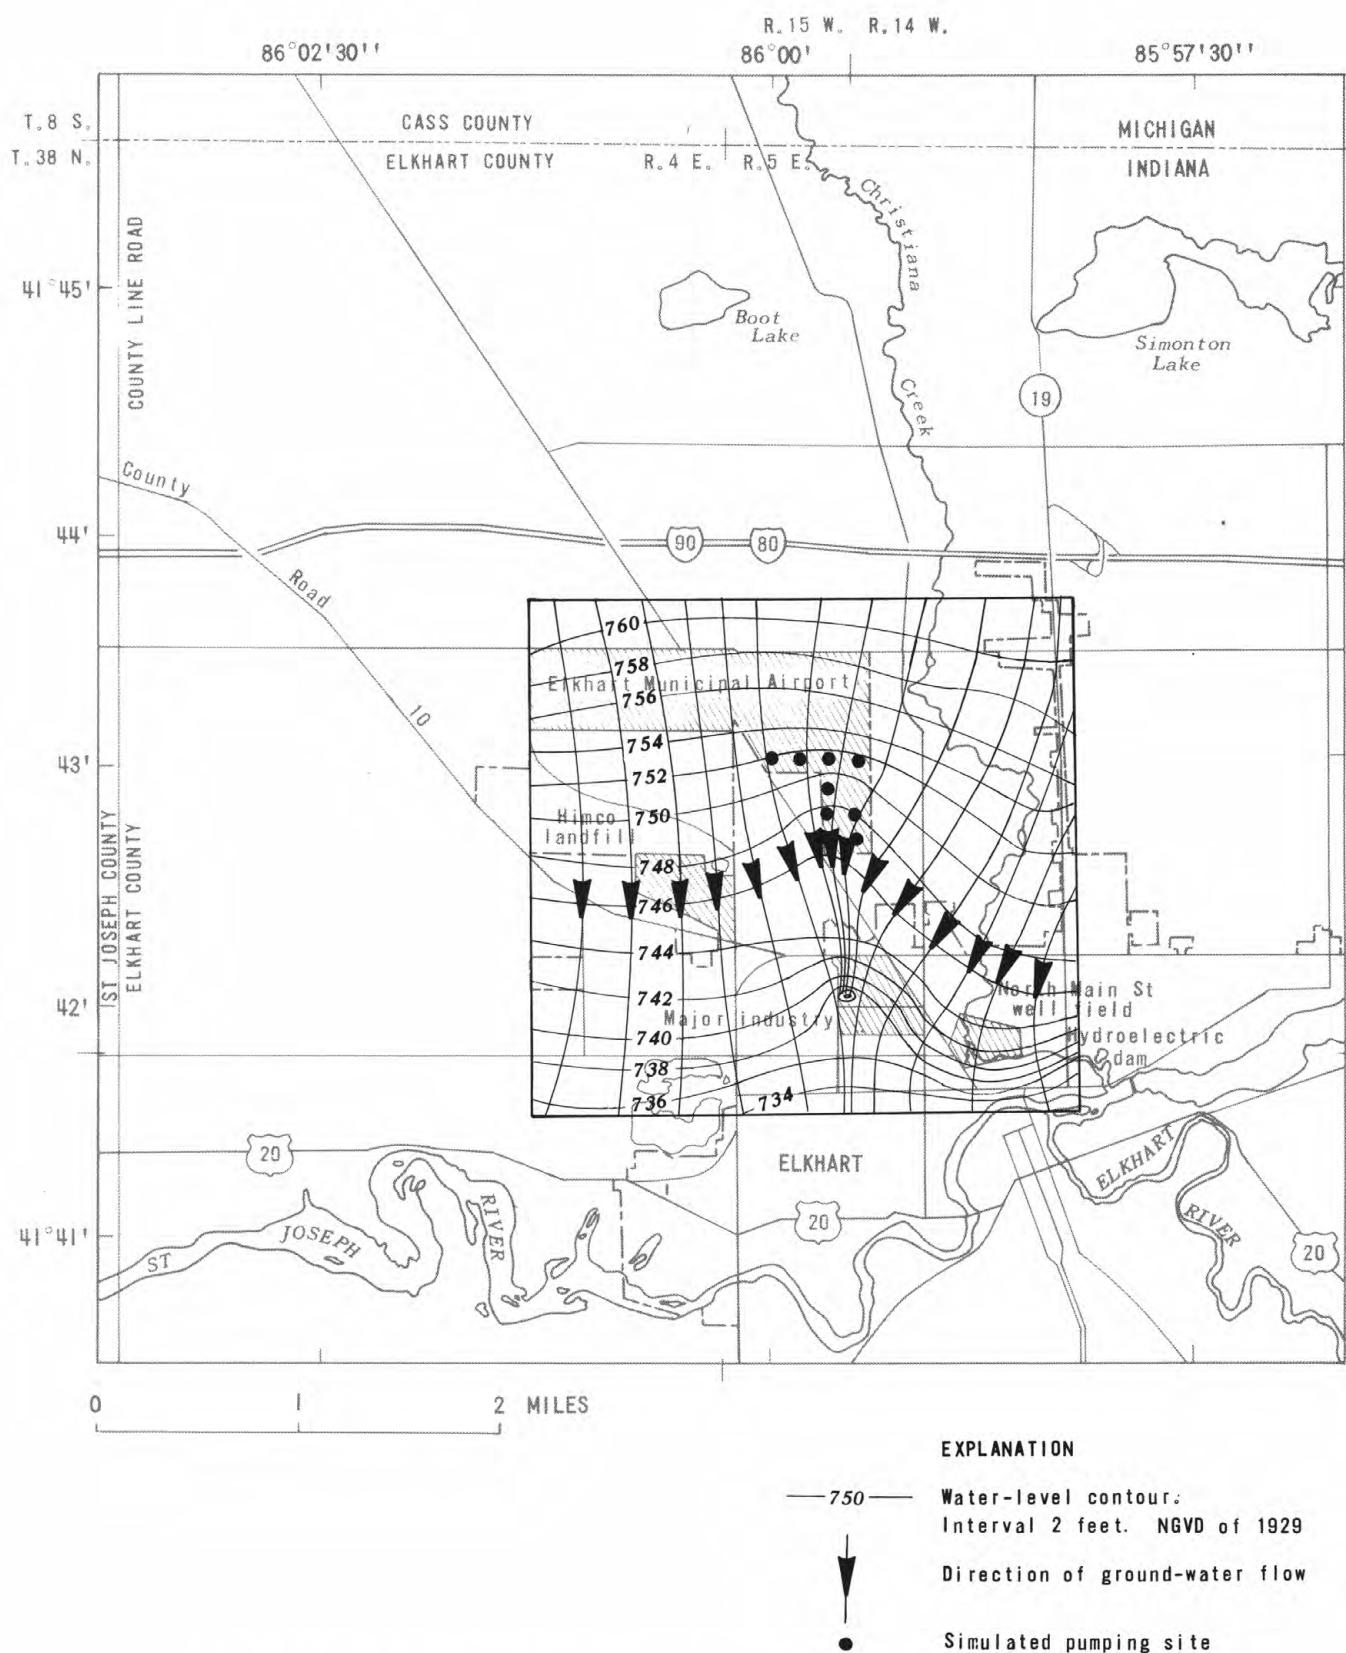 R.15 W. R.14 W.
86°02'30'' 86°00' 85°57'30''
T.8 S.
T.38 N.
CASS COUNTY
ELKHART COUNTY
R.4 E. R.5 E.
MICHIGAN
INDIANA
Christiana
Creek
COUNTY LINE ROAD
41°45'
Boot
Lake
Simonton
Lake
19
County
Road
10
44'
90 80
760
758
Elkhart Municipal Airport
756
754
752
43'
750
Himco
landfill
748
746
744
742
North Main St
well field
42'
Major industry
740
Hydroelectric
dam
738
736
734
ST JOSEPH COUNTY
ELKHART COUNTY
20
ELKHART
20
ELKHART
RIVER
20
41°41'
ST
JOSEPH
RIVER
0 1 2 MILES
EXPLANATION
750 Water-level contour.
Interval 2 feet. NGVD of 1929
Direction of ground-water flow
Simulated pumping site